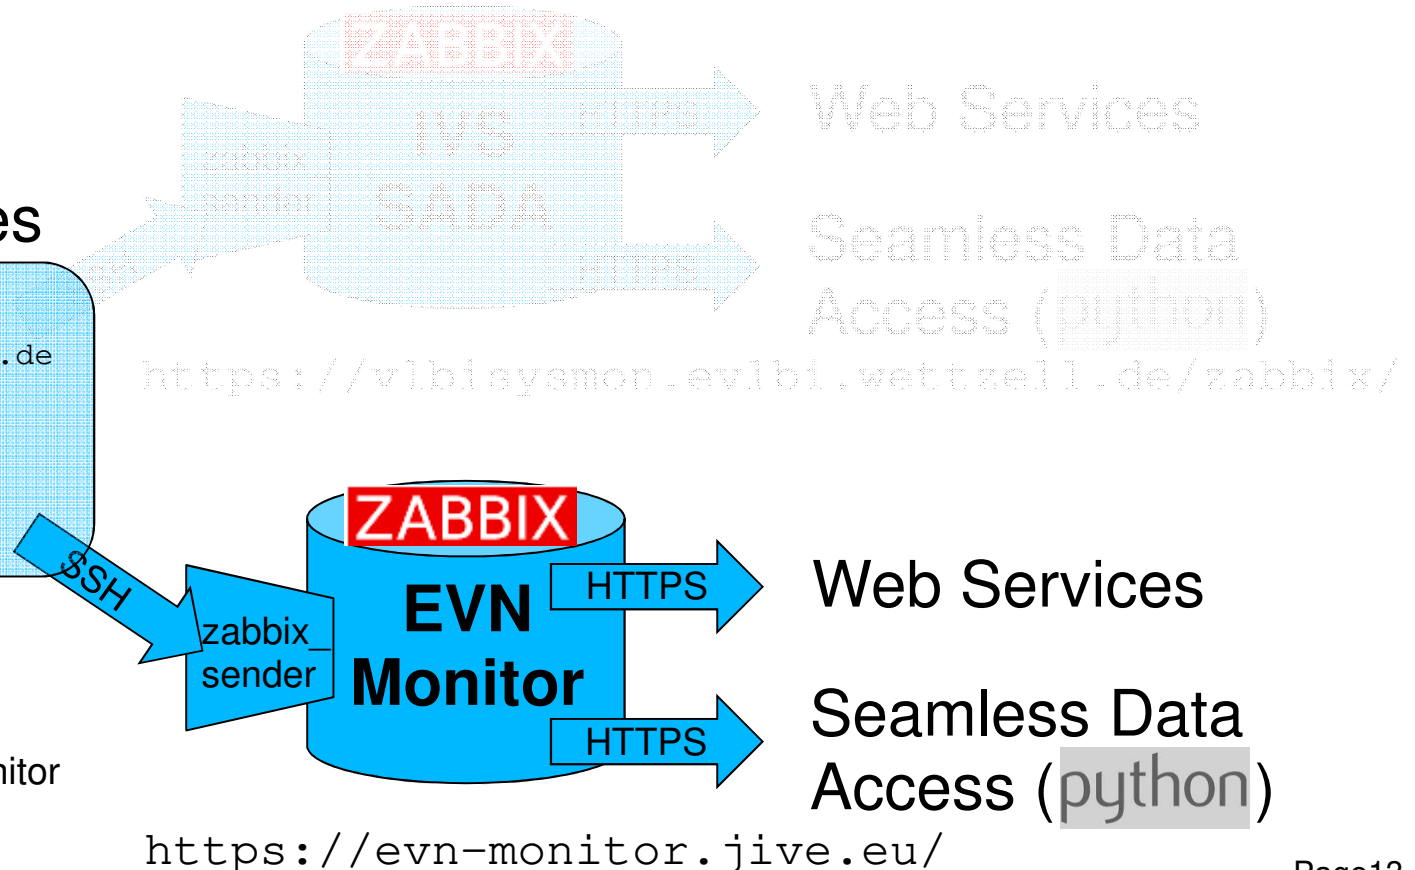 ZABBIX
HTTPS
Web Services
IVS
zabbix_
sender
SADA
Seamless Data
HTTPS
Access (python)
es
.de
https://vlbisysmon.evlbi.wettzell.de/zabbix/
ZABBIX
SSH
EVN
HTTPS
Web Services
zabbix_
sender
Monitor
Seamless Data
HTTPS
Access (python)
nitor
https://evn-monitor.jive.eu/